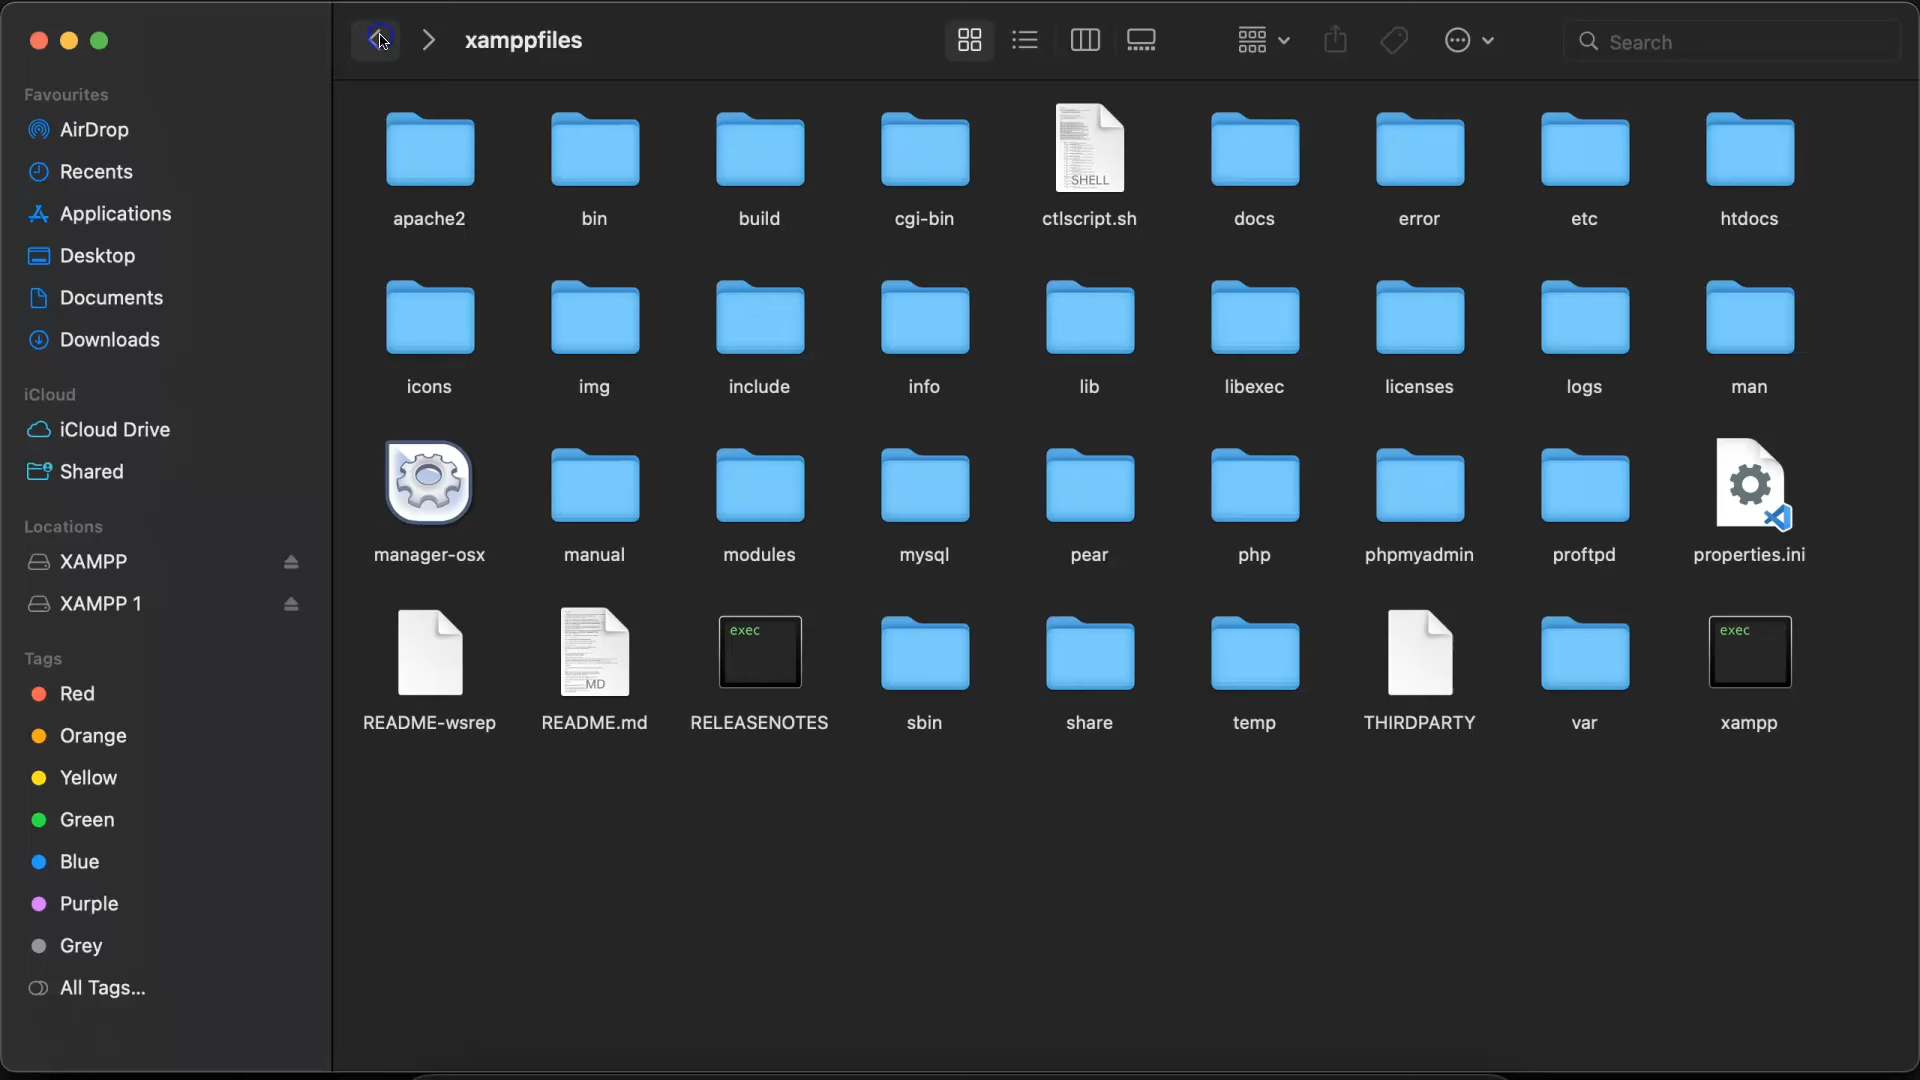 xamppfiles
Search
Favourites
AirDrop
Recents
Applications
Desktop
Documents
Downloads
iCloud
iCloud Drive
Shared
Locations
XAMPP
XAMPP 1
Tags
Red
Orange
Yellow
Green
Blue
Purple
Grey
All Tags...
SHELL
apache2 bin build cgi-bin ctlscript.sh docs error etc htdocs
icons img include info lib libexec licenses logs man
manager-osx manual modules mysql pear php phpmyadmin proftpd properties.ini
MD exec exec
README-wsrep README.md RELEASENOTES sbin share temp THIRDPARTY var xampp